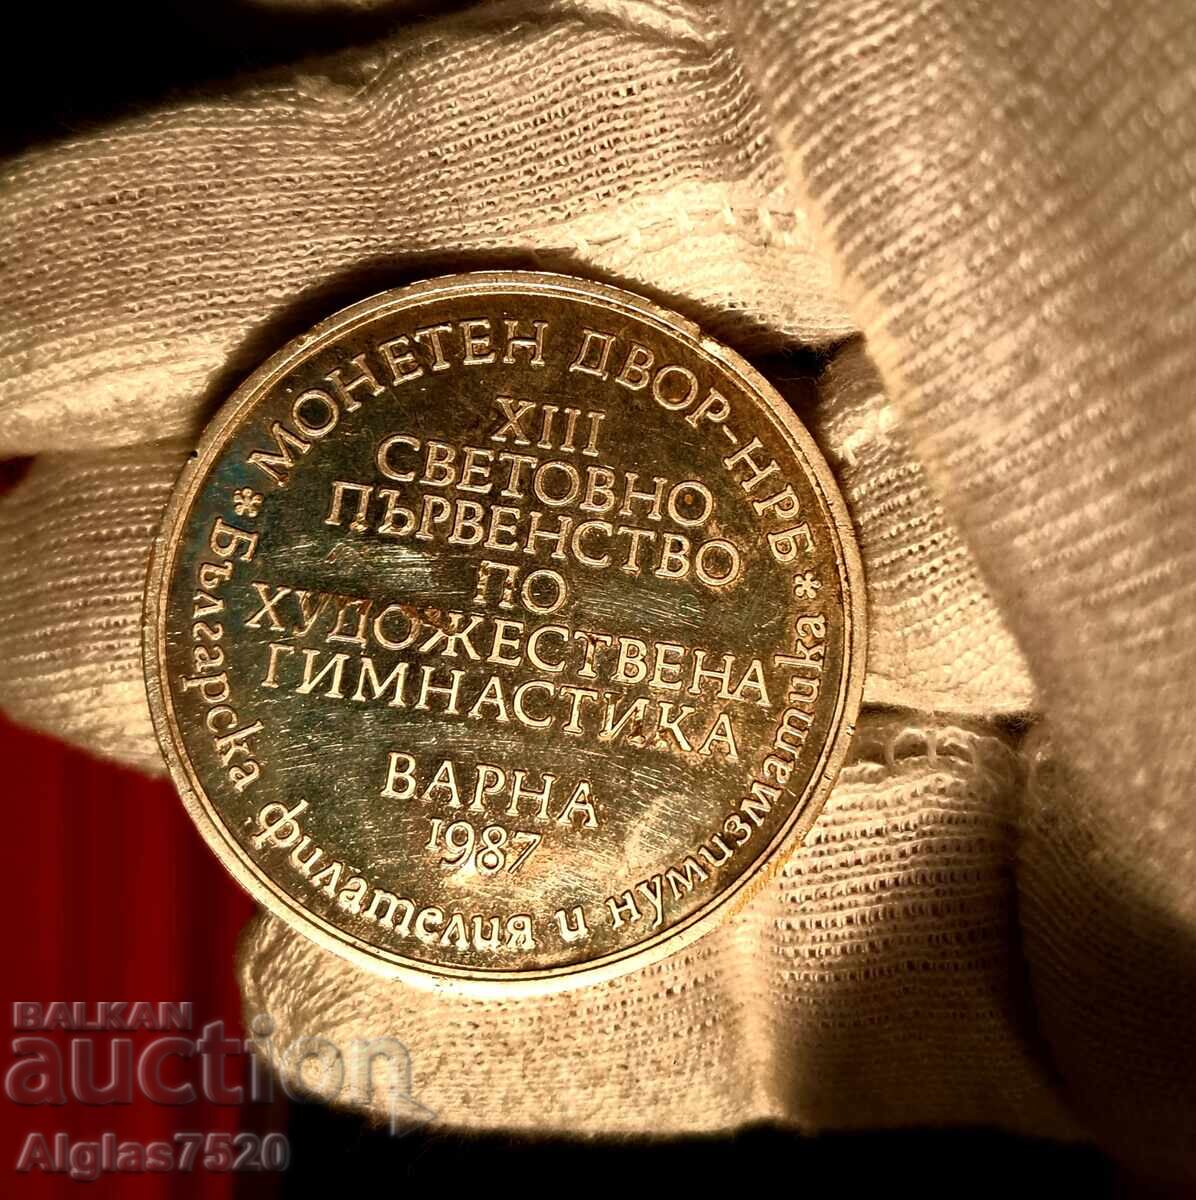 МОНЕТЕН ДВОР-НРБ
XIII
СВЕТОВНО
ПЪРВЕНСТВО
ПО
ХУДОЖЕСТВЕНА
ГИМНАСТИКА
ВАРНА
1987
* Българска филателия и нумизматика *
BALKAN
auction
Alglas7520